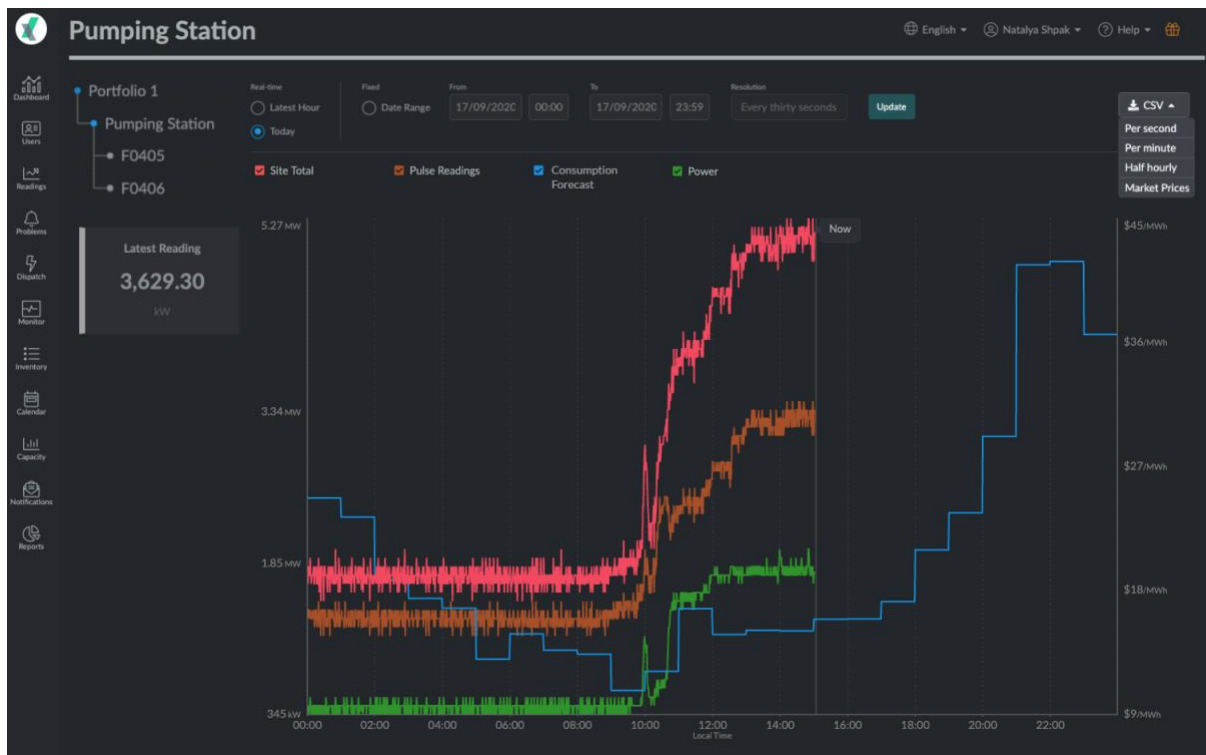 Pumping Station
English
Natalya Shpak
Help
Dashboard
Users
Readings
Problems
Dispatch
Monitor
Inventory
Calendar
Capacity
Notifications
Reports
Portfolio 1
Pumping Station
F0405
F0406
Latest Reading
3,629.30
kW
Real-time
Latest Hour
Today
Fixed
Date Range
From
17/09/202C
00:00
To
17/09/202C
23:59
Resolution
Every thirty seconds
Update
CSV
Per second
Per minute
Half hourly
Market Prices
Site Total
Pulse Readings
Consumption
Forecast
Power
5.27 MW
3.34 MW
1.85 MW
345 kW
Now
$45/MWh
$36/MWh
$27/MWh
$18/MWh
$9/MWh
00:00 02:00 04:00 06:00 08:00 10:00 12:00 14:00 16:00 18:00 20:00 22:00
Local Time